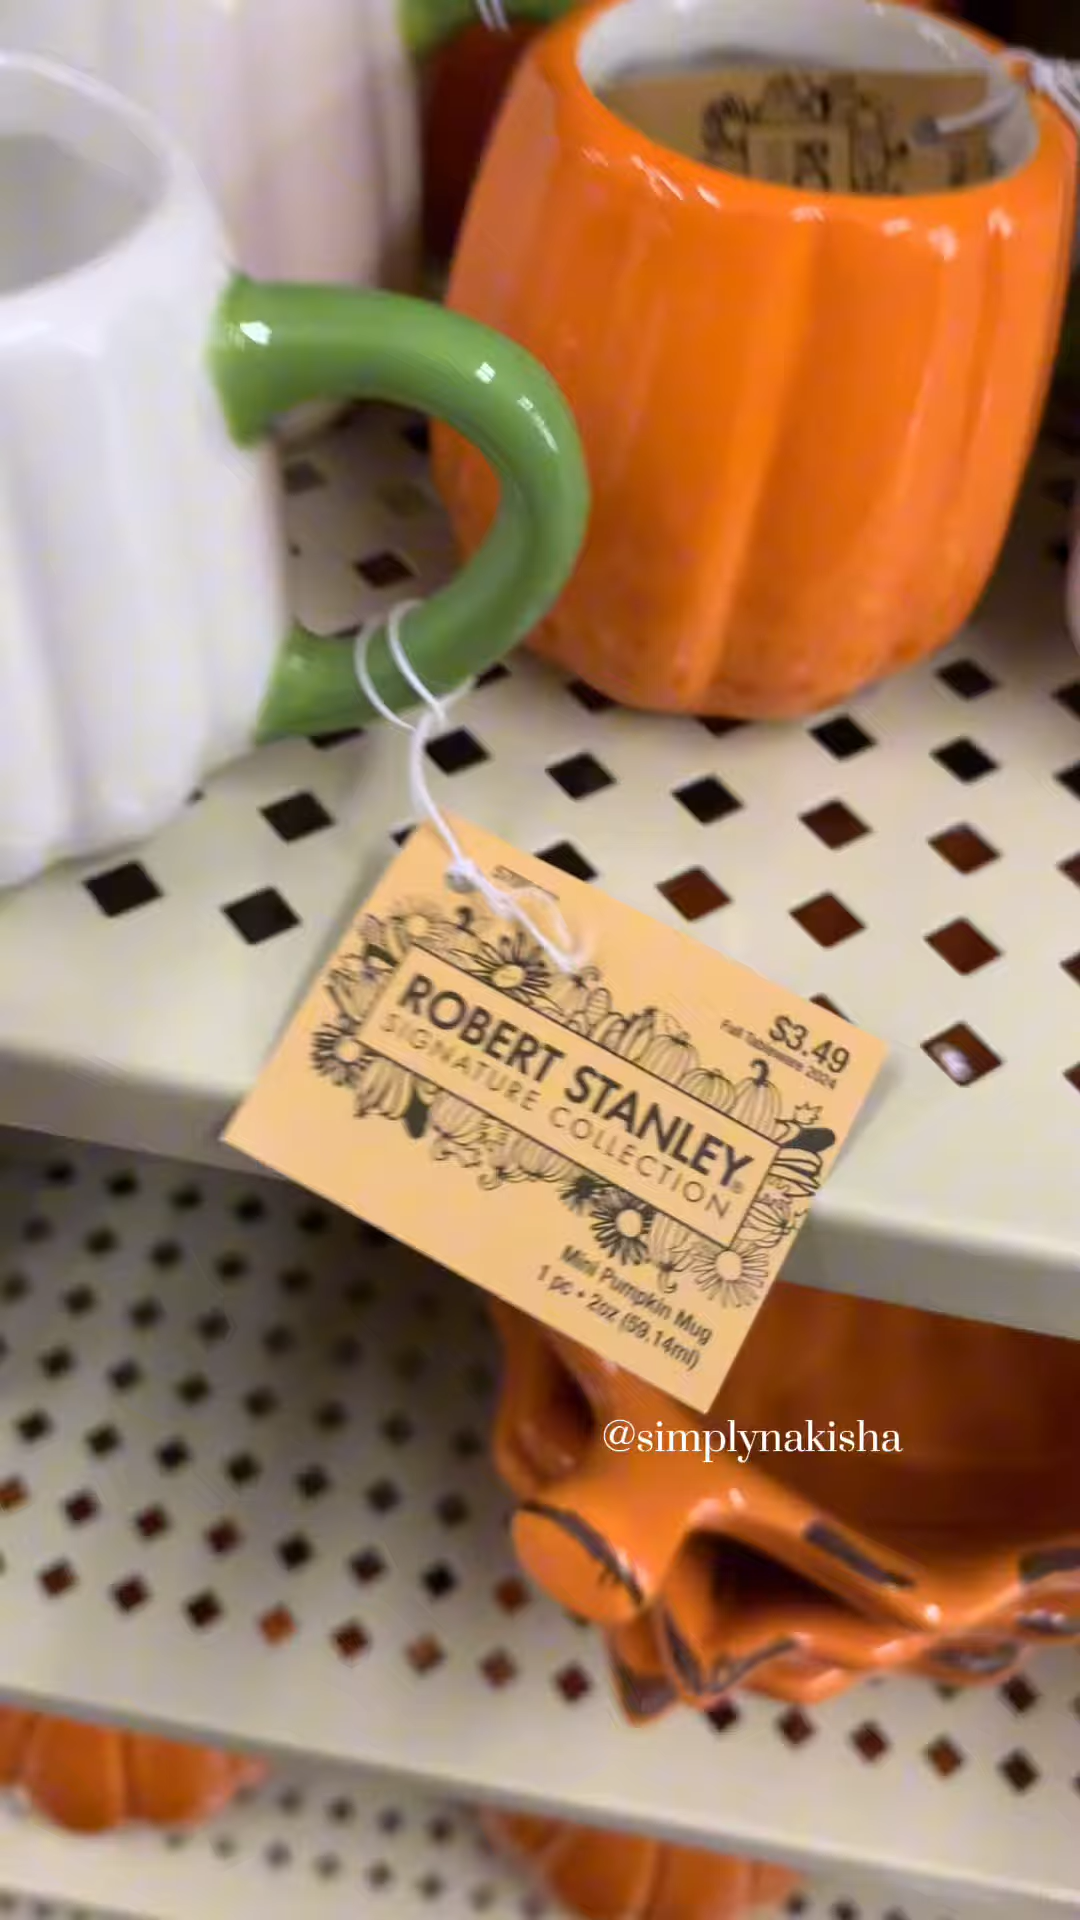 $3.49
Fall Tableware 2024
ROBERT STANLEY®
SIGNATURE COLLECTION
Mini Pumpkin Mug
1 pc • 2oz (59.14ml)
@simplynakisha